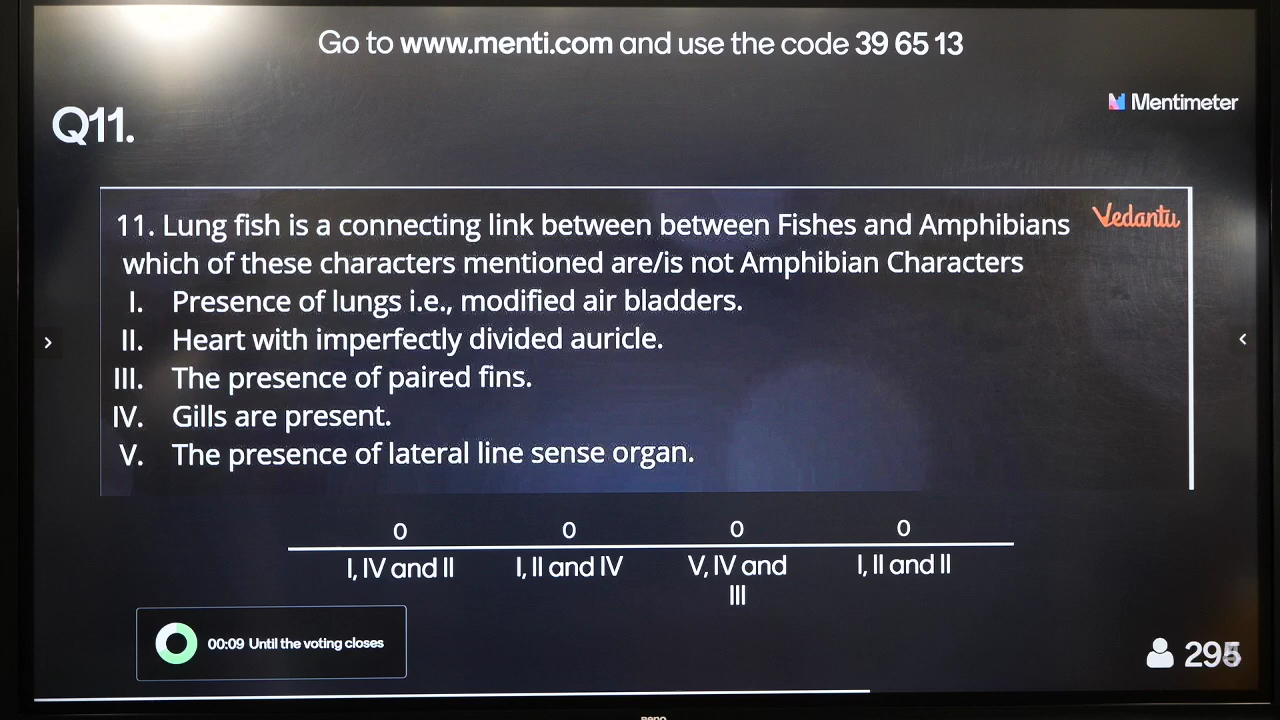 Go to www.menti.com and use the code 39 65 13
Mentimeter
Q11.
Vedantu
11. Lung fish is a connecting link between between Fishes and Amphibians
which of these characters mentioned are/is not Amphibian Characters
I. Presence of lungs i.e., modified air bladders.
II. Heart with imperfectly divided auricle.
III. The presence of paired fins.
IV. Gills are present.
V. The presence of lateral line sense organ.
0 0 0 0
I, IV and II I, II and IV V, IV and I, II and II
III
00:09 Until the voting closes
BenQ